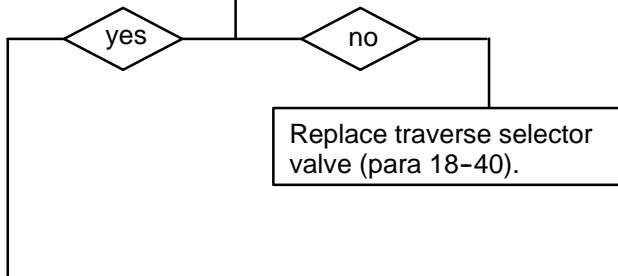 yes
no
Replace traverse selector
valve (para 18-40).